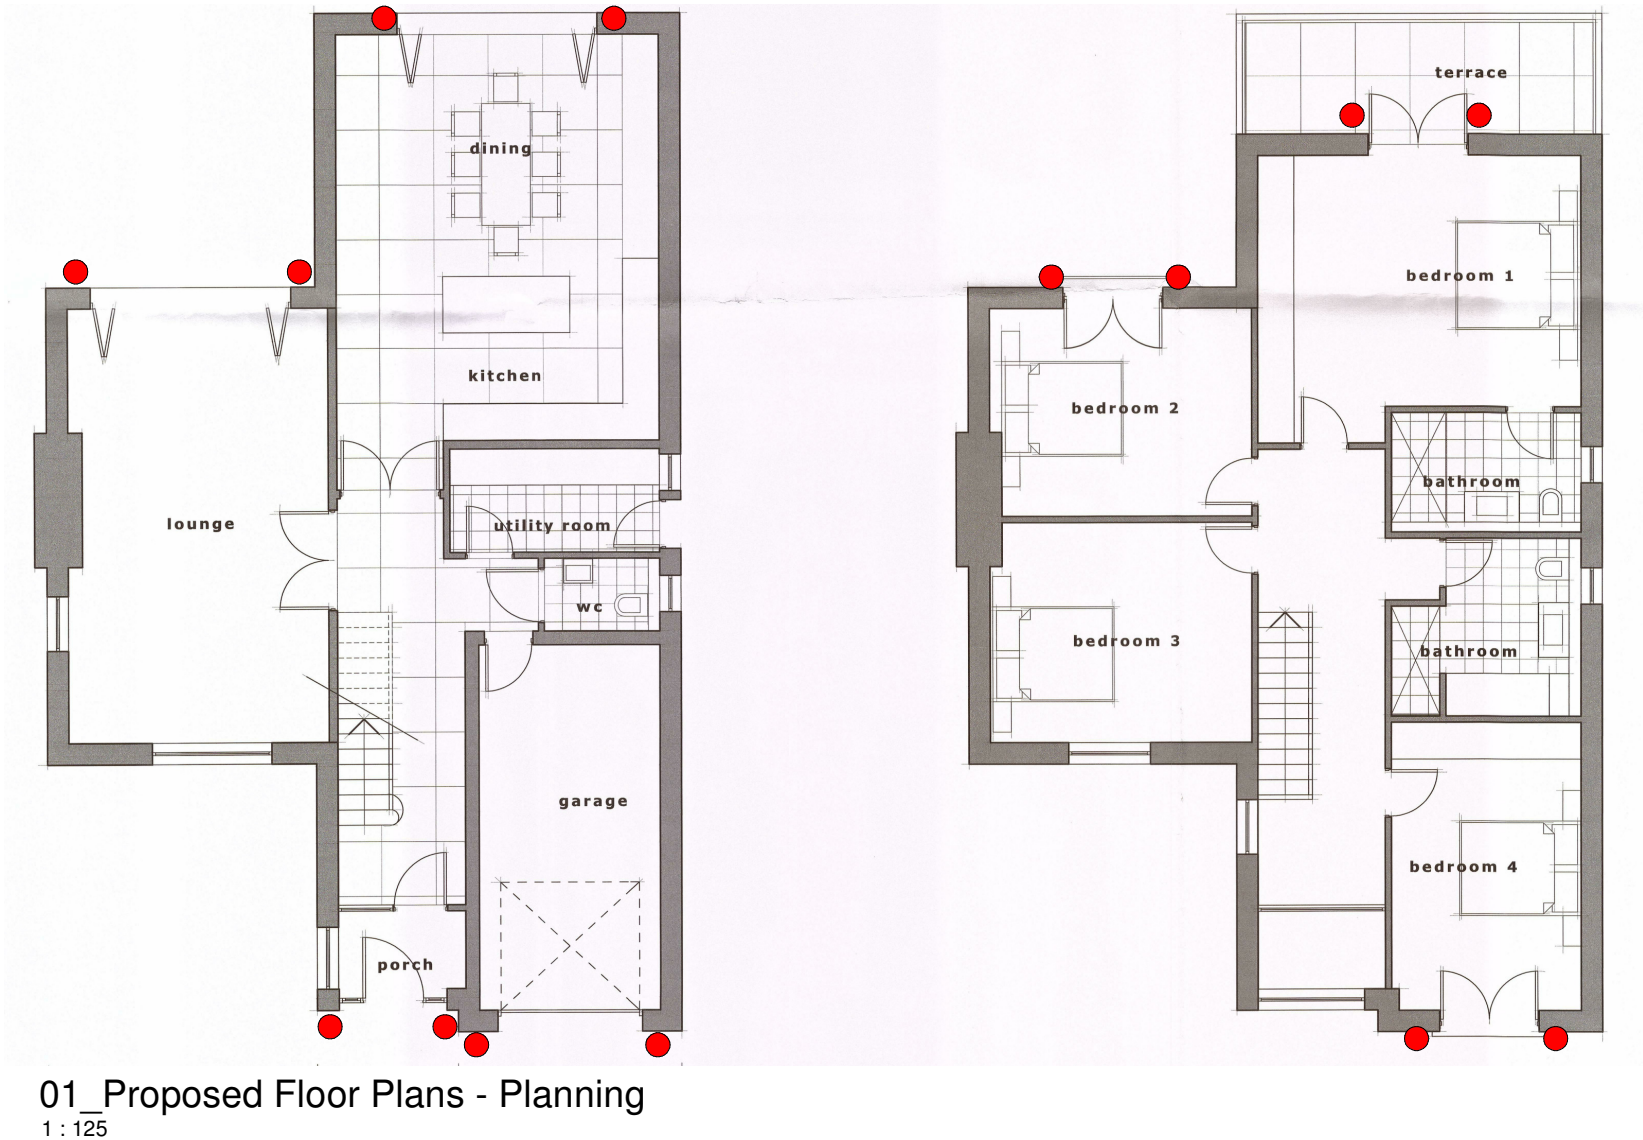 terrace
dining
bedroom 1
kitchen
bedroom 2
bathroom
lounge
utility room
wc
bedroom 3
bathroom
garage
bedroom 4
porch
01_Proposed Floor Plans - Planning
1 : 125